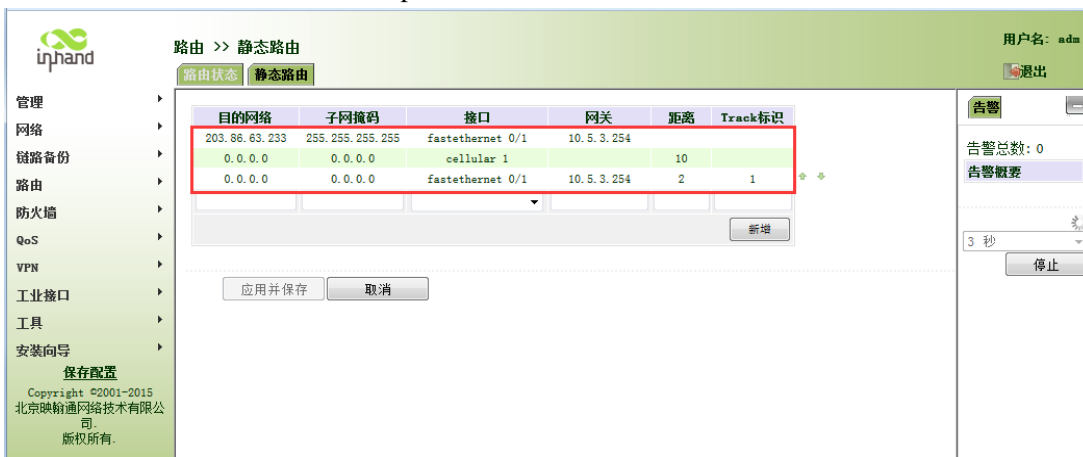 inhand
路由 >> 静态路由
用户名: adm
路由状态 静态路由
退出
管理
网络
链路备份
路由
防火墙
QoS
VPN
工业接口
工具
安装向导
保存配置
Copyright ©2001-2015
北京映翰通网络技术有限公
司.
版权所有.
目的网络 子网掩码 接口 网关 距离 Track标识
203.86.63.233 255.255.255.255 fastethernet 0/1 10.5.3.254
0.0.0.0 0.0.0.0 cellular 1 10
0.0.0.0 0.0.0.0 fastethernet 0/1 10.5.3.254 2 1
新增
应用并保存 取消
告警
告警总数: 0
告警概要
3 秒
停止